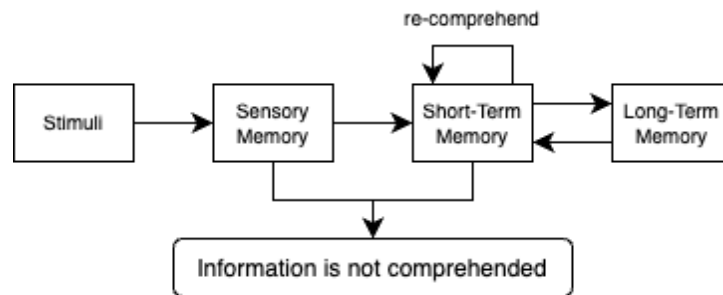 re-comprehend
Stimuli
Sensory
Memory
Short-Term
Memory
Long-Term
Memory
Information is not comprehended